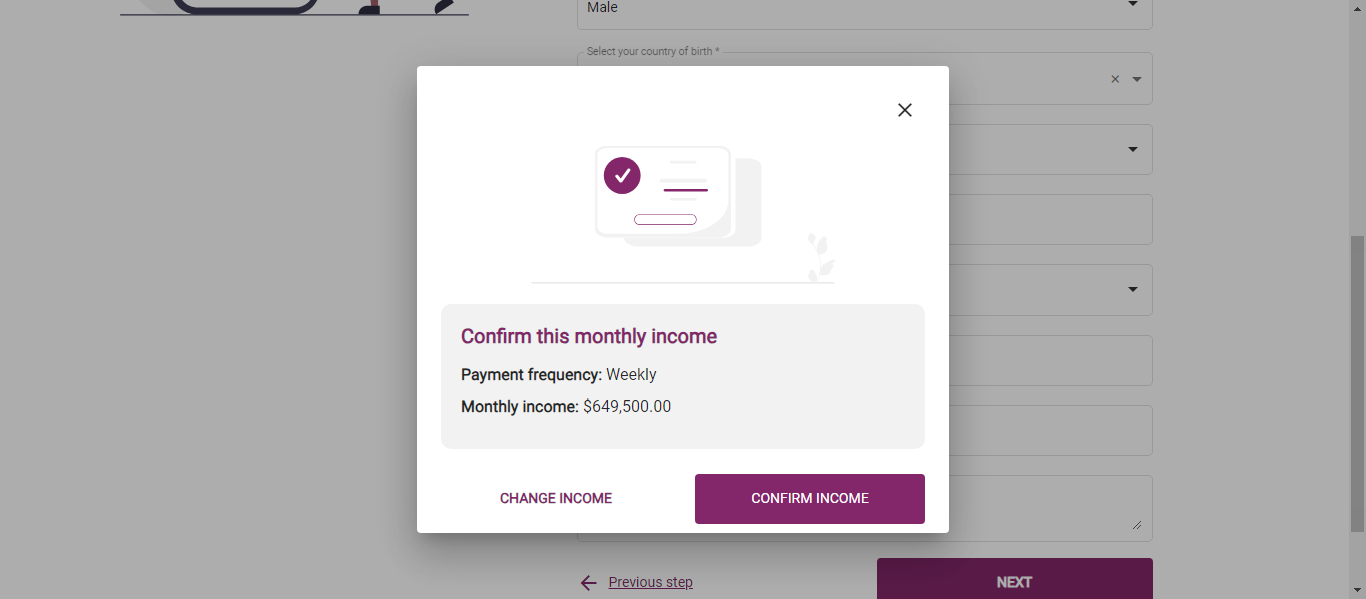 Male
Select your country of birth *
Confirm this monthly income
Payment frequency: Weekly
Monthly income: $649,500.00
CHANGE INCOME
CONFIRM INCOME
Previous step
NEXT